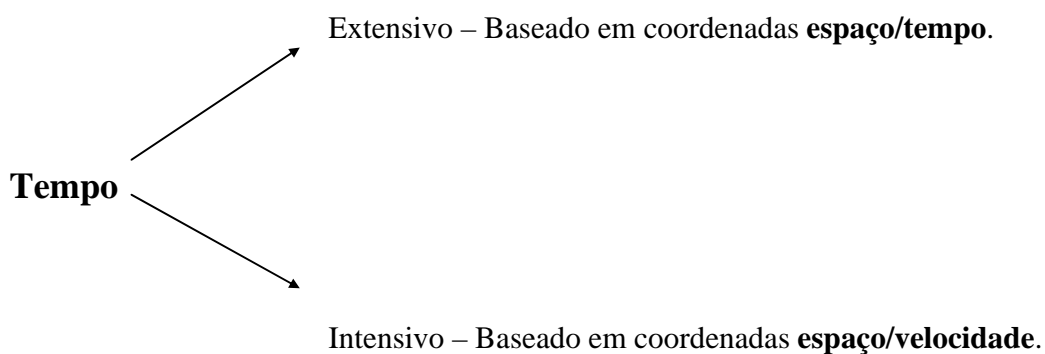 Extensivo – Baseado em coordenadas espaço/tempo.
Tempo
Intensivo – Baseado em coordenadas espaço/velocidade.